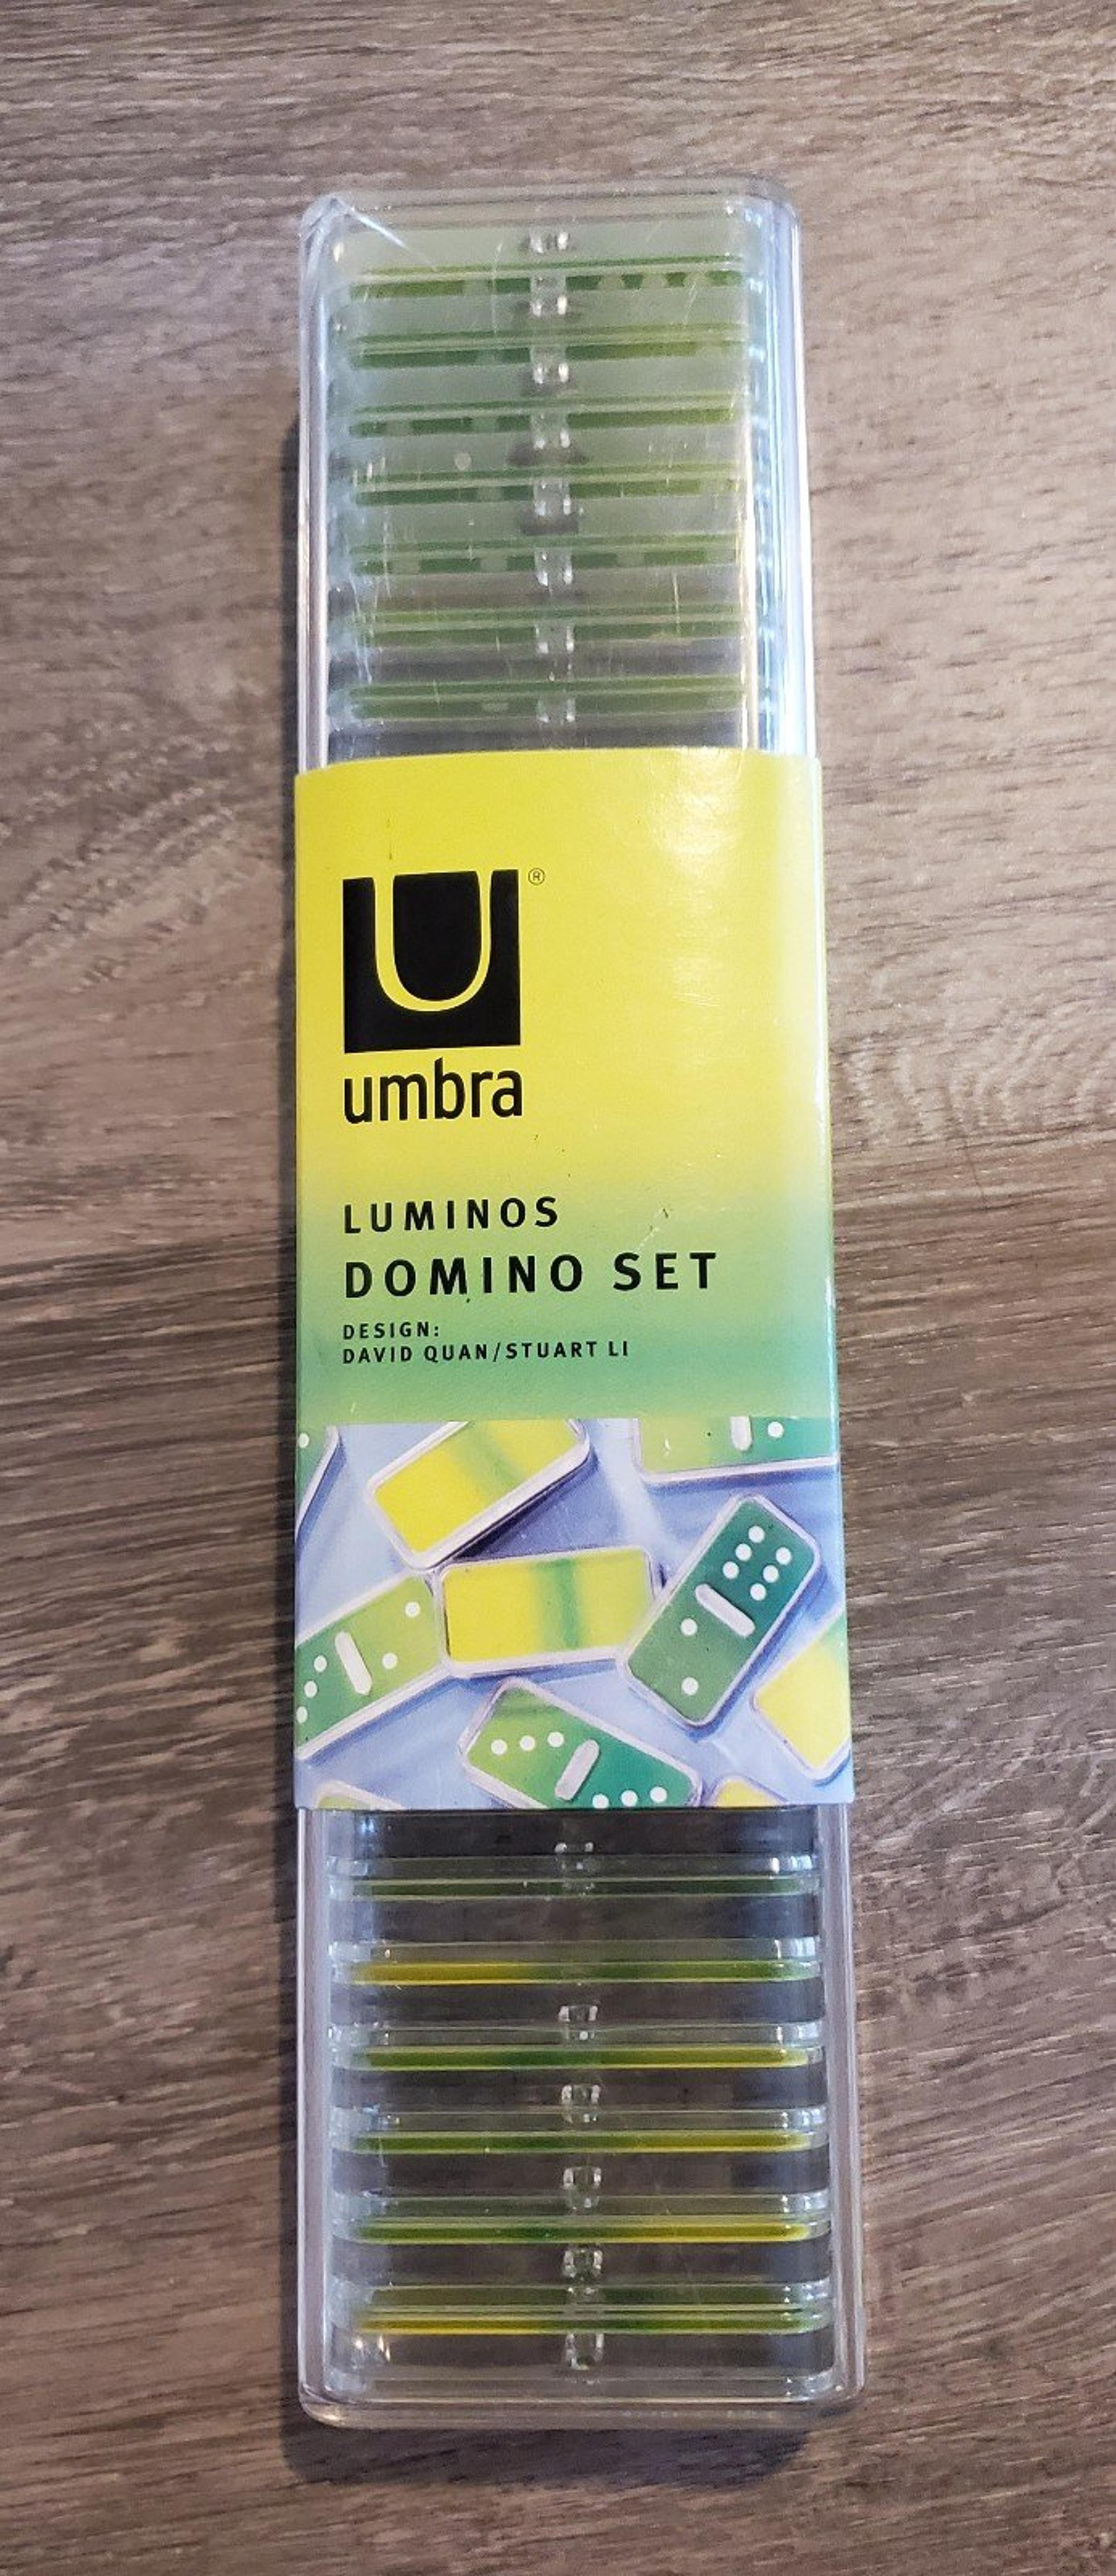 U®
umbra
LUMINOS
DOMINO SET
DESIGN:
DAVID QUAN/STUART LI